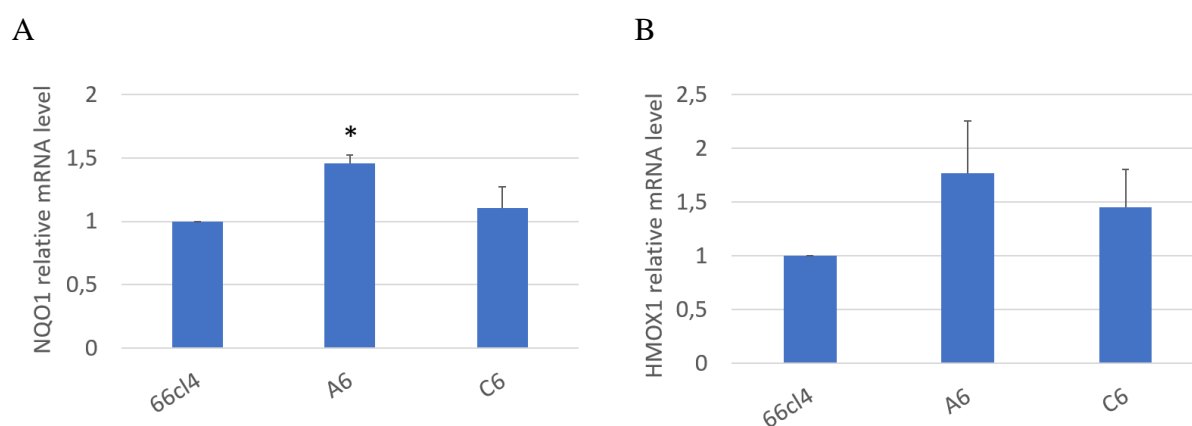 A
NQO1 relative mRNA level
2
1,5
1
0,5
0
*
66cl4
A6
C6
B
HMOX1 relative mRNA level
2,5
2
1,5
1
0,5
0
66cl4
A6
C6